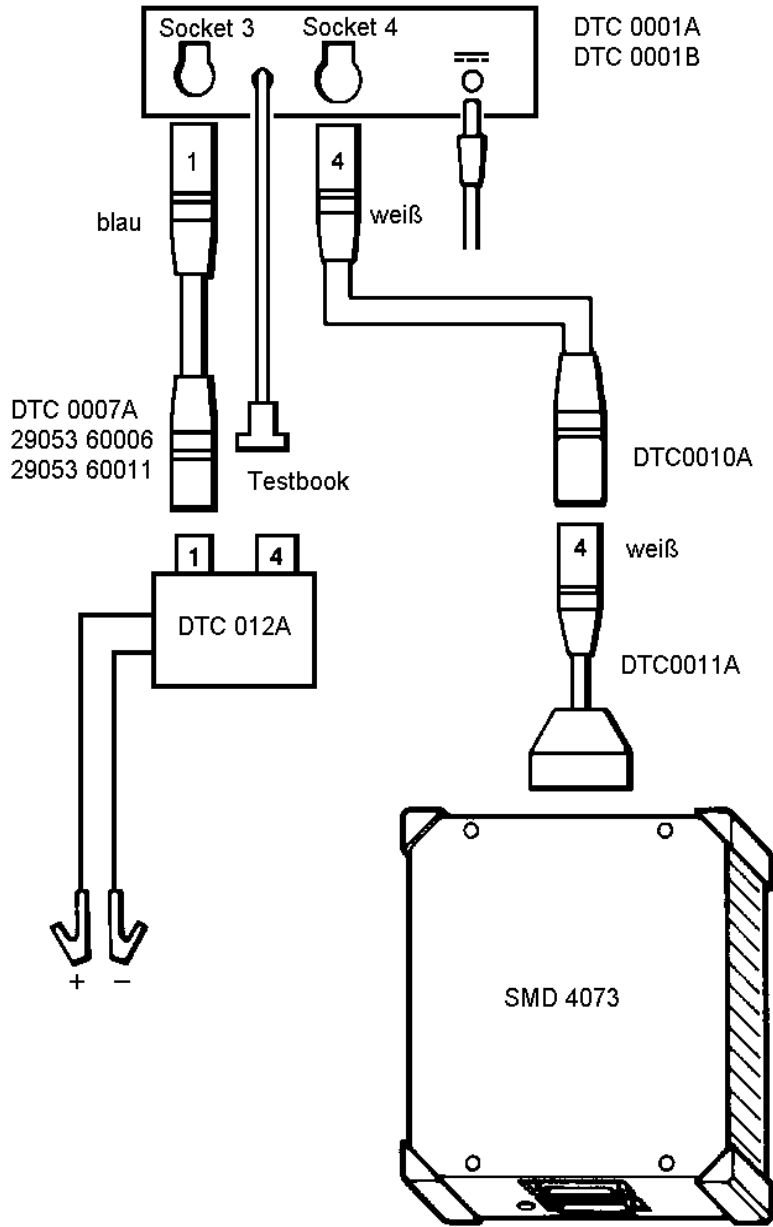 Socket 3
Socket 4
DTC 0001A
DTC 0001B
1
4
blau
weiß
DTC 0007A
29053 60006
29053 60011
Testbook
DTC0010A
1
4
4
weiß
DTC 012A
DTC0011A
+ –
SMD 4073